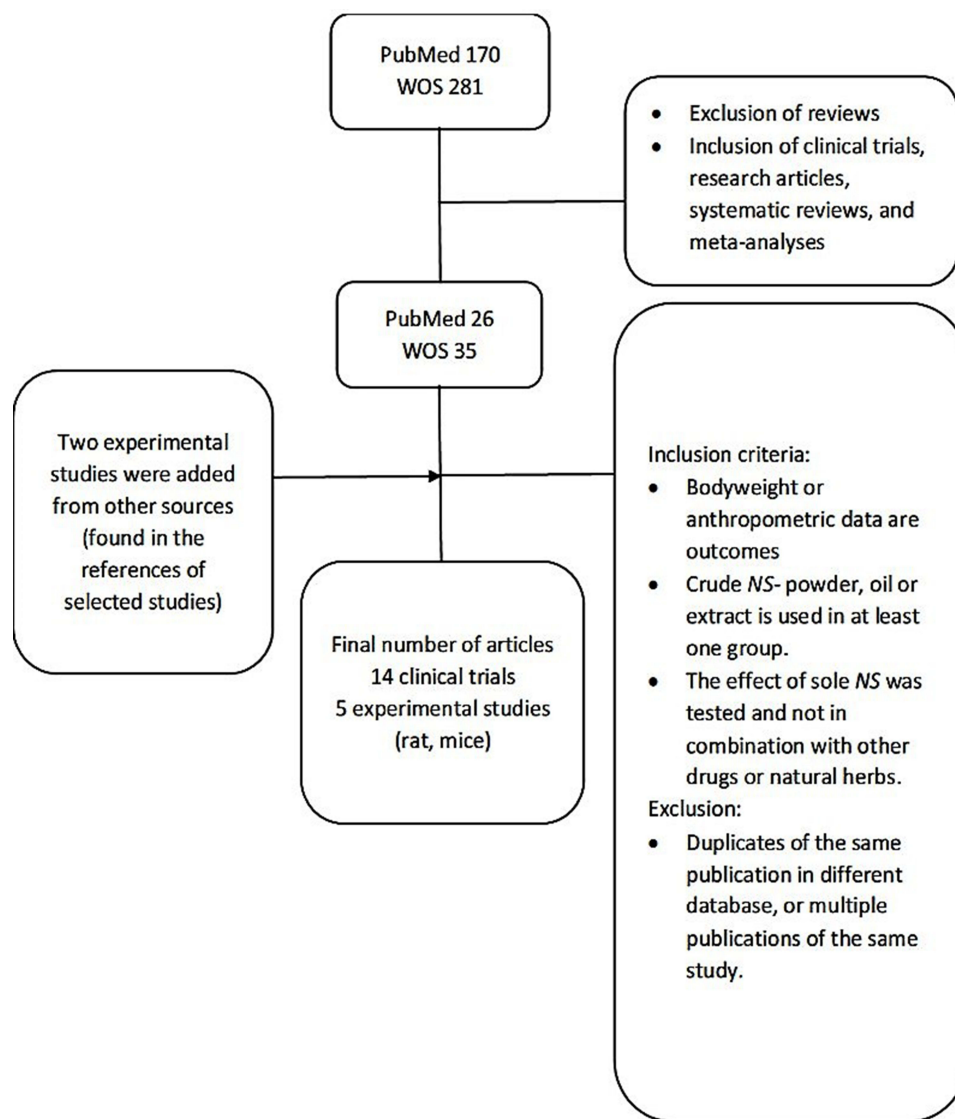 PubMed 170
WOS 281
• Exclusion of reviews
• Inclusion of clinical trials,
research articles,
systematic reviews, and
meta-analyses
PubMed 26
WOS 35
Two experimental
studies were added
from other sources
(found in the
references of
selected studies)
Inclusion criteria:
• Bodyweight or
anthropometric data are
outcomes
• Crude NS- powder, oil or
extract is used in at least
one group.
• The effect of sole NS was
tested and not in
combination with other
drugs or natural herbs.
Exclusion:
• Duplicates of the same
publication in different
database, or multiple
publications of the same
study.
Final number of articles
14 clinical trials
5 experimental studies
(rat, mice)